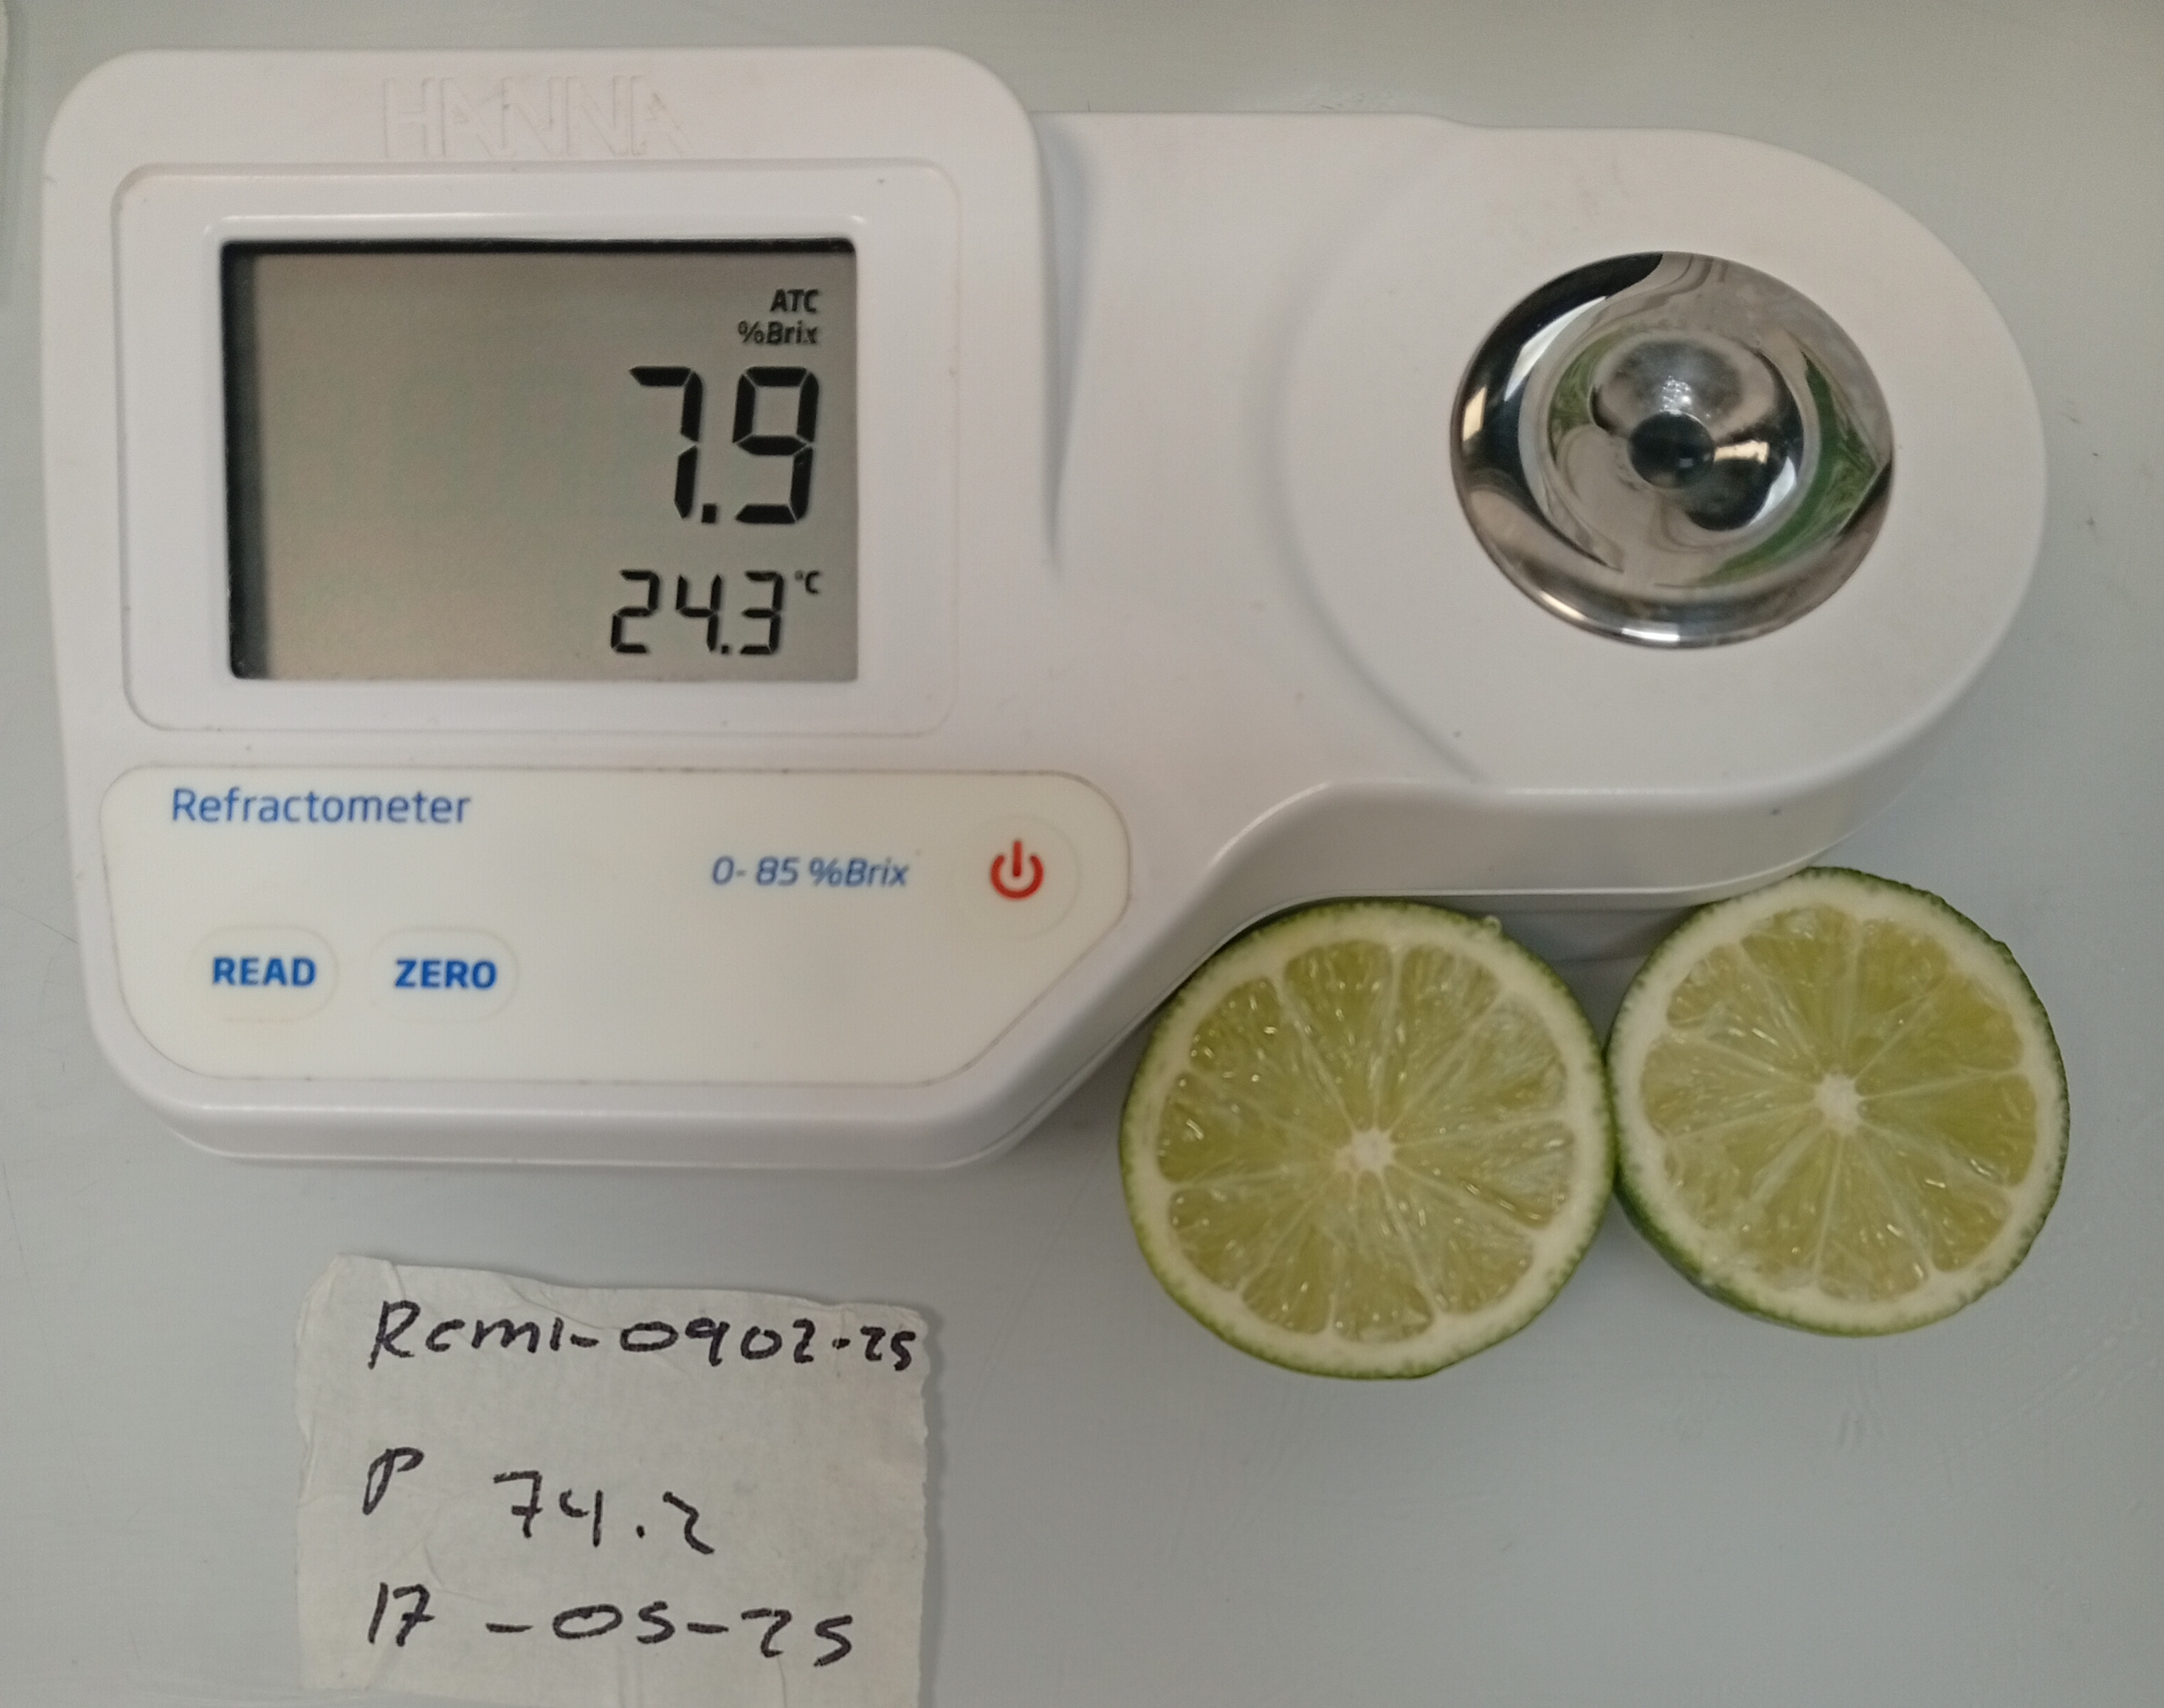 HANNA
ATC
%Brix
7.9
24.3 °C
Refractometer
0- 85 %Brix
READ
ZERO
Rcm1-0902-25
P 74.2
17-05-25